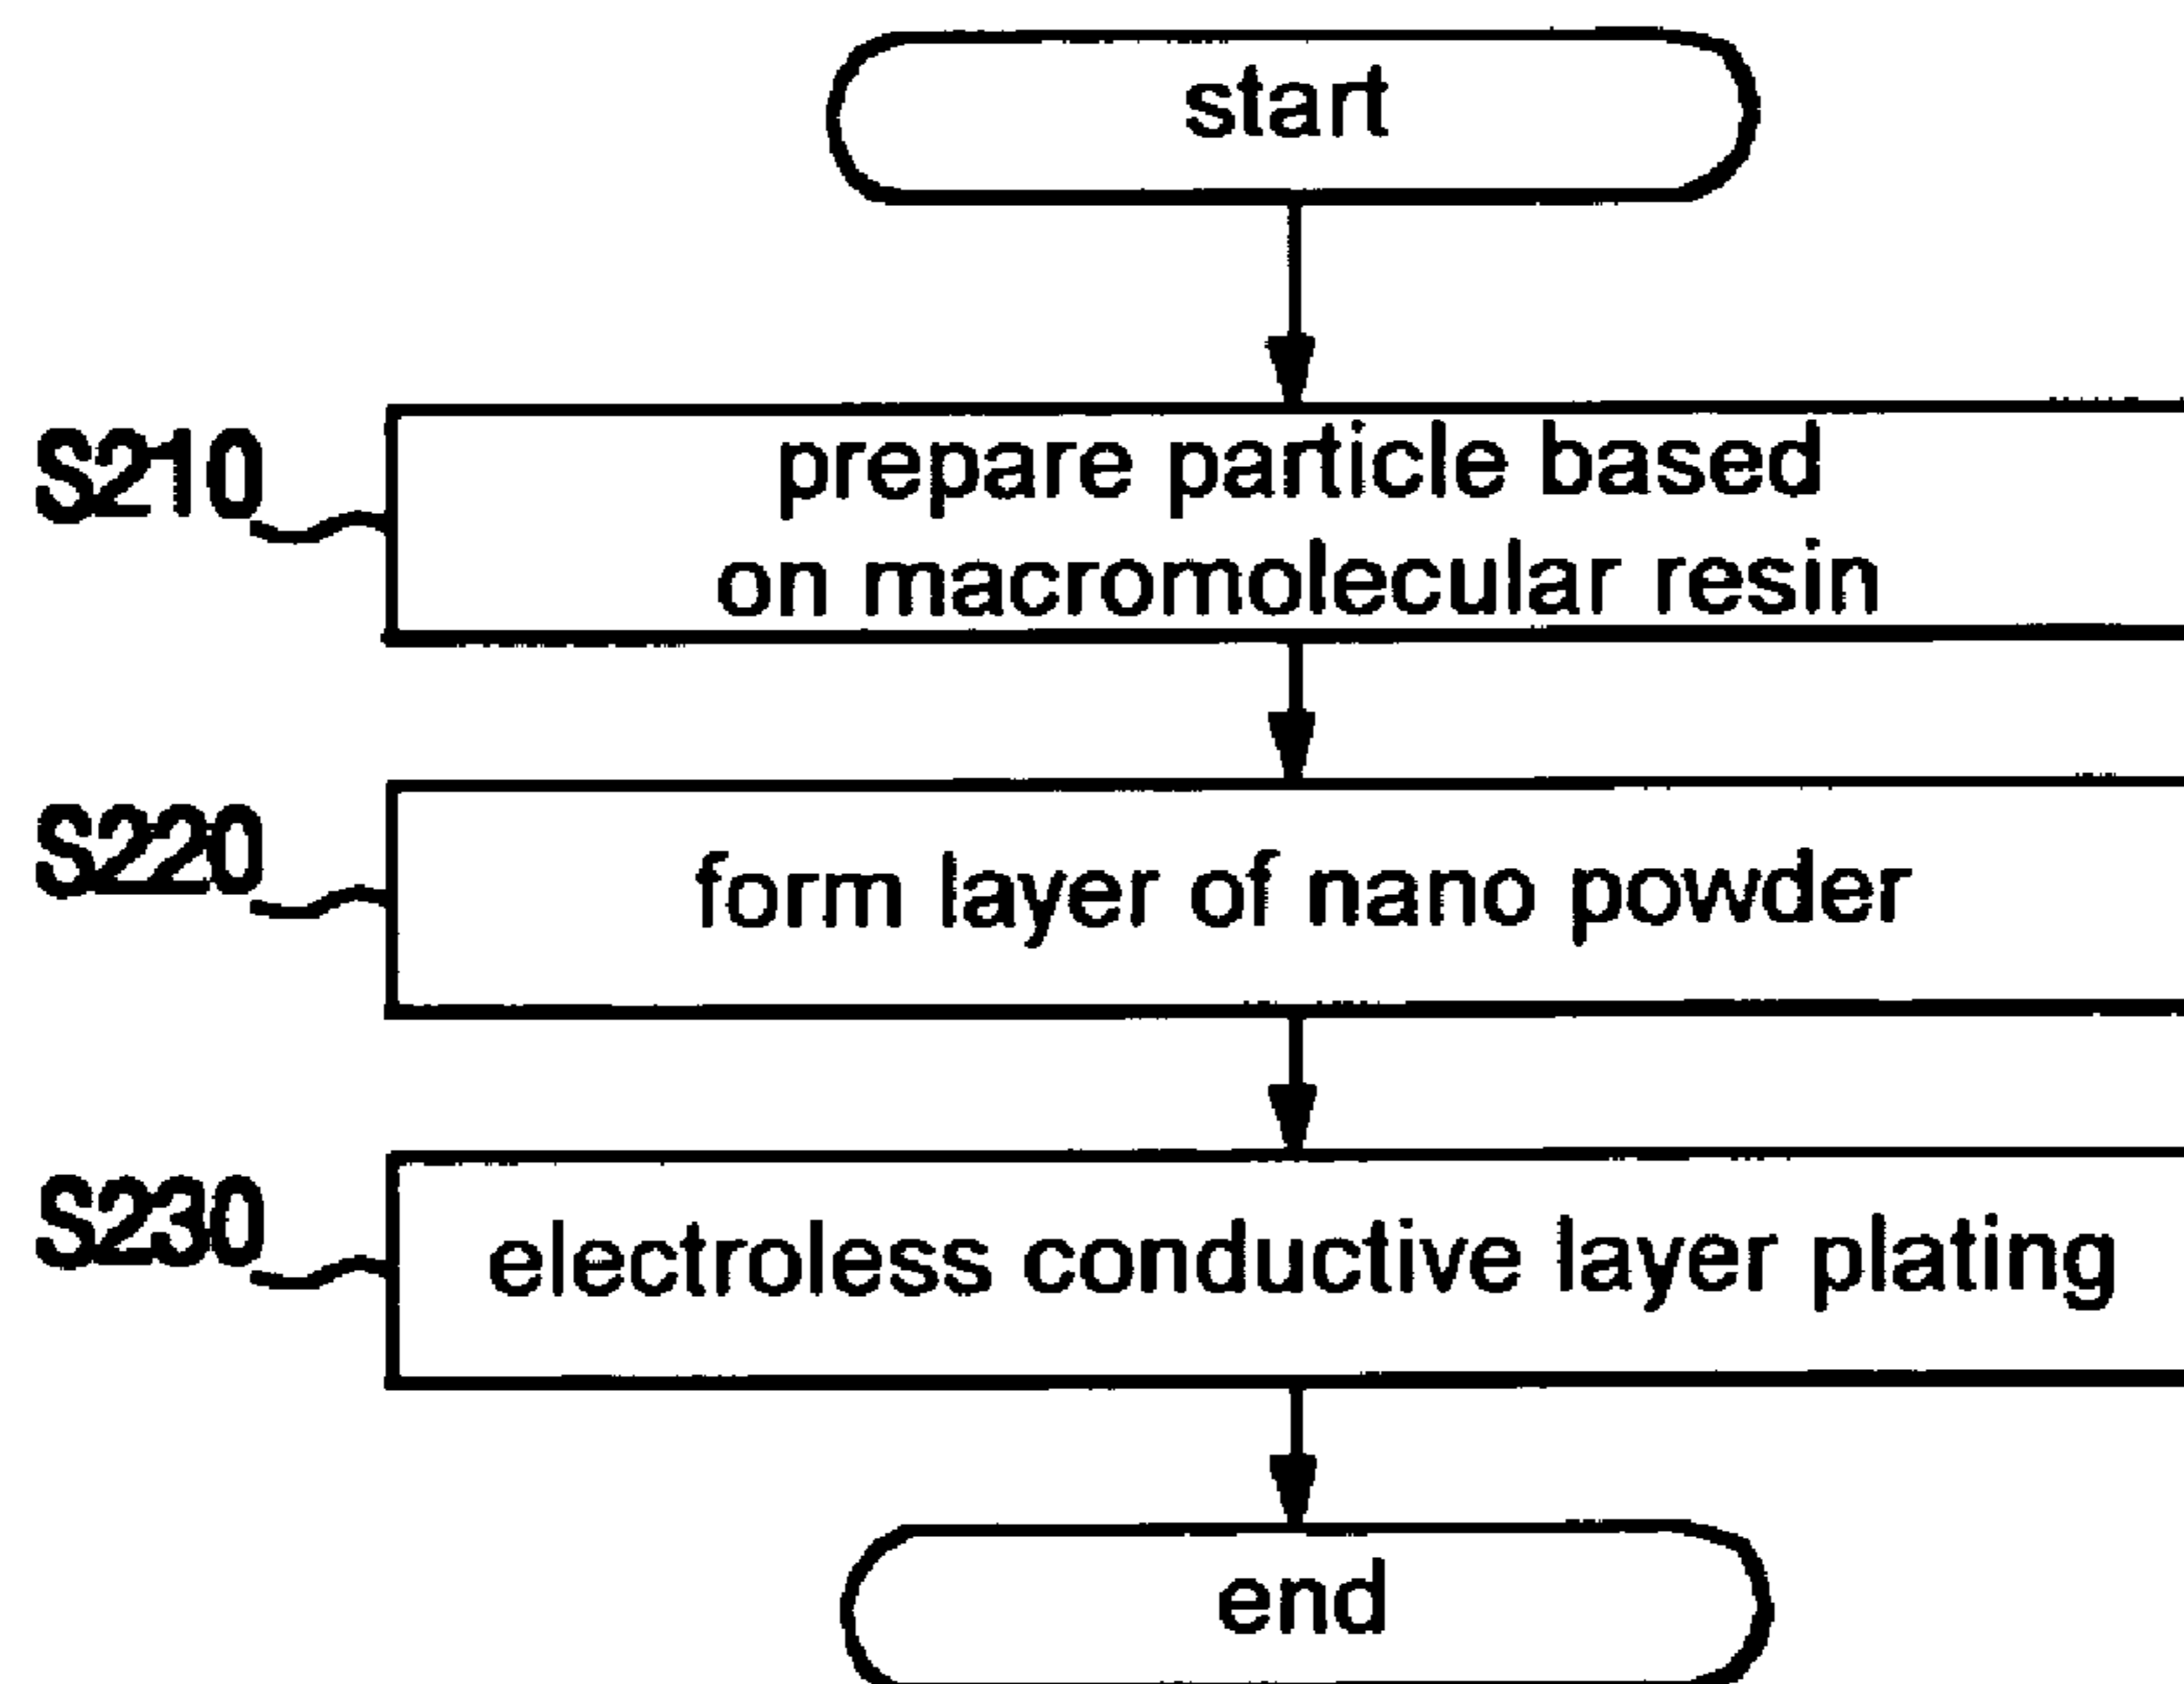 start
S210
prepare particle based
on macromolecular resin
S220
form layer of nano powder
S230
electroless conductive layer plating
end